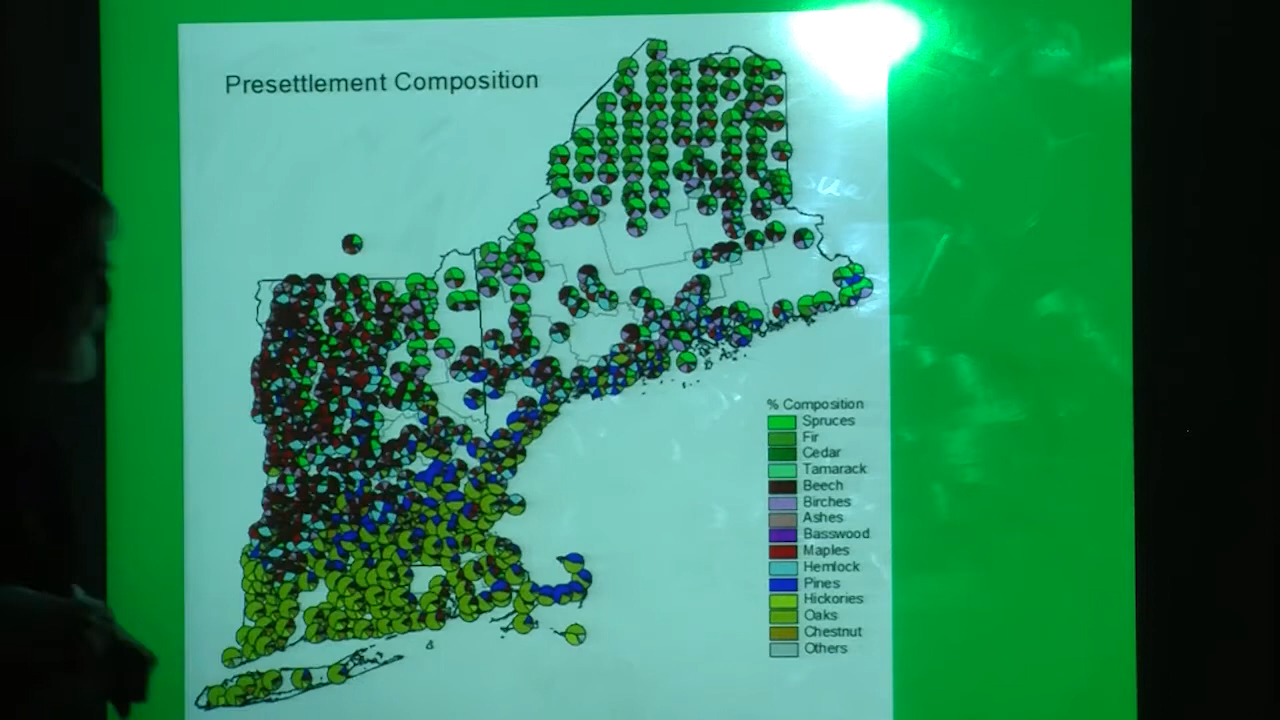 Presettlement Composition
% Composition
Spruces
Fir
Cedar
Tamarack
Beech
Birches
Ashes
Basswood
Maples
Hemlock
Pines
Hickories
Oaks
Chestnut
Others